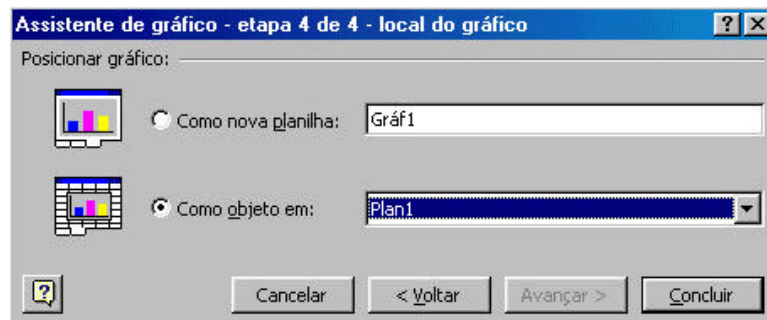 Assistente de gráfico - etapa 4 de 4 - local do gráfico
Posicionar gráfico:
Como nova planilha: Gráf1
Como objeto em: Plan1
Cancelar < Voltar Avançar > Concluir